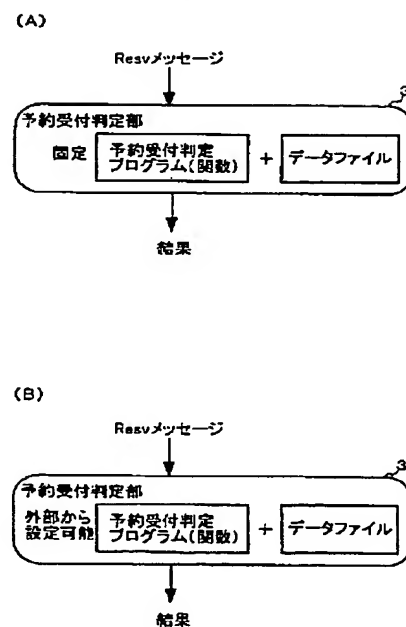 (A)
Resvメッセージ
3
予約受付判定部
固定
予約受付判定
プログラム(関数)
+
データファイル
結果
(B)
Resvメッセージ
3
予約受付判定部
外部から
設定可能
予約受付判定
プログラム(関数)
+
データファイル
結果